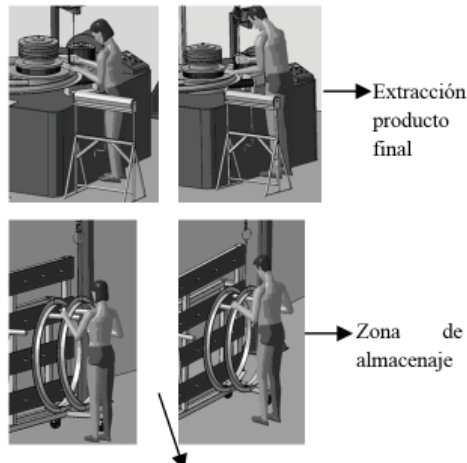 Extracción
producto
final
Zona de
almacenaje